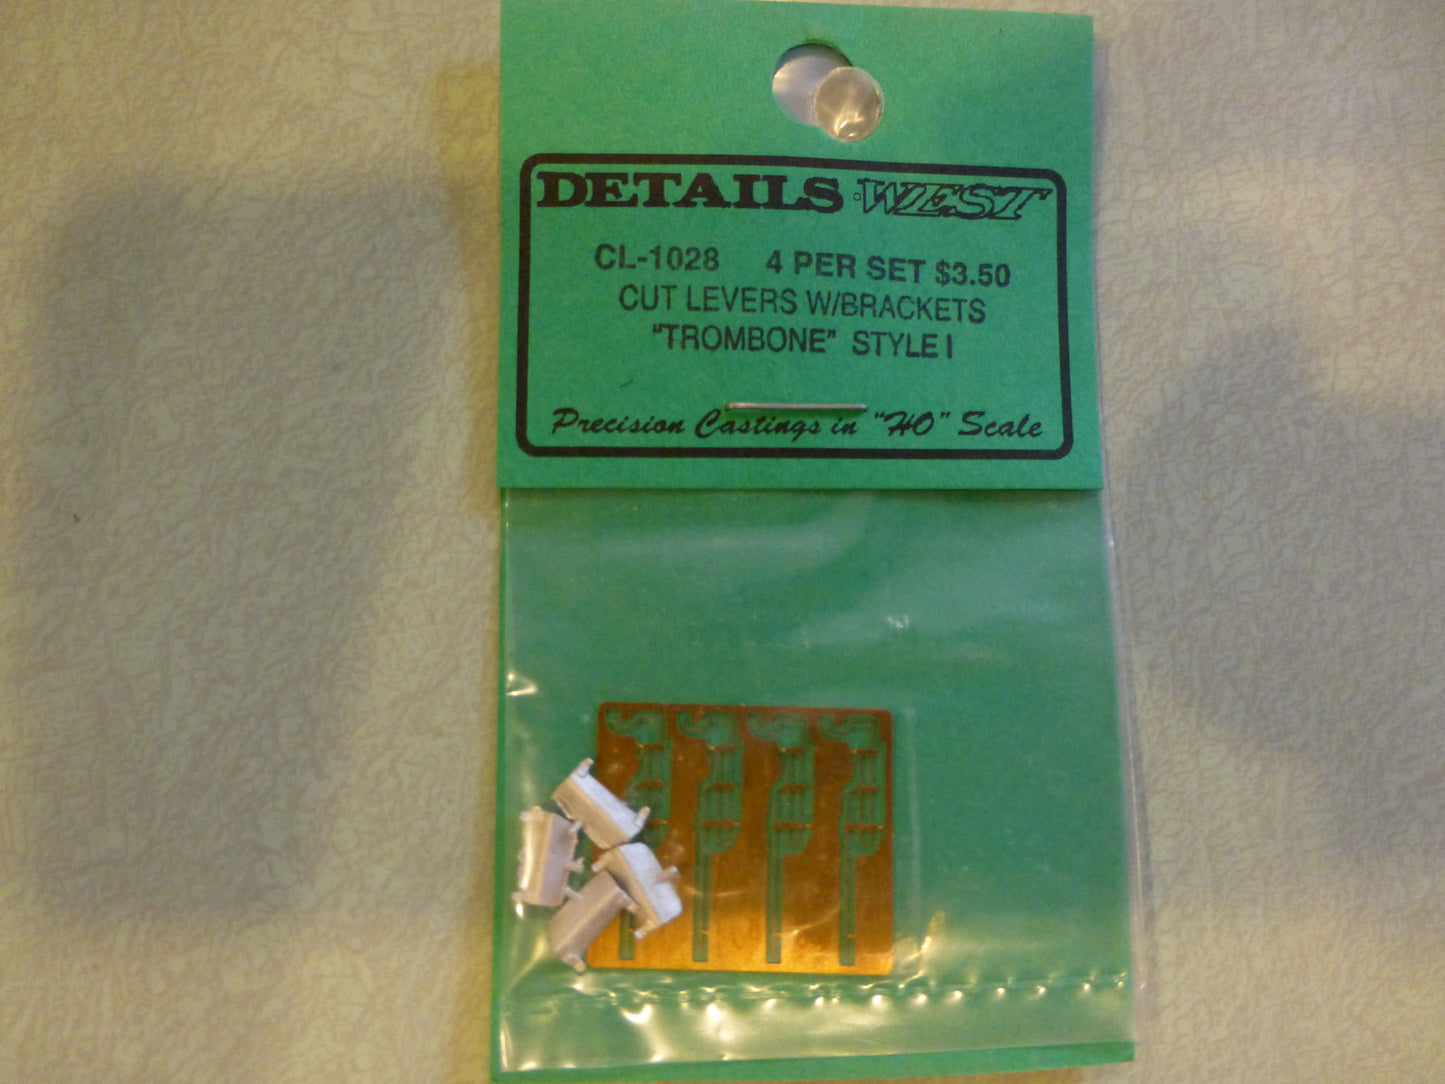 DETAILS WEST
CL-1028 4 PER SET $3.50
CUT LEVERS W/BRACKETS
"TROMBONE" STYLE I
Precision Castings in "HO" Scale